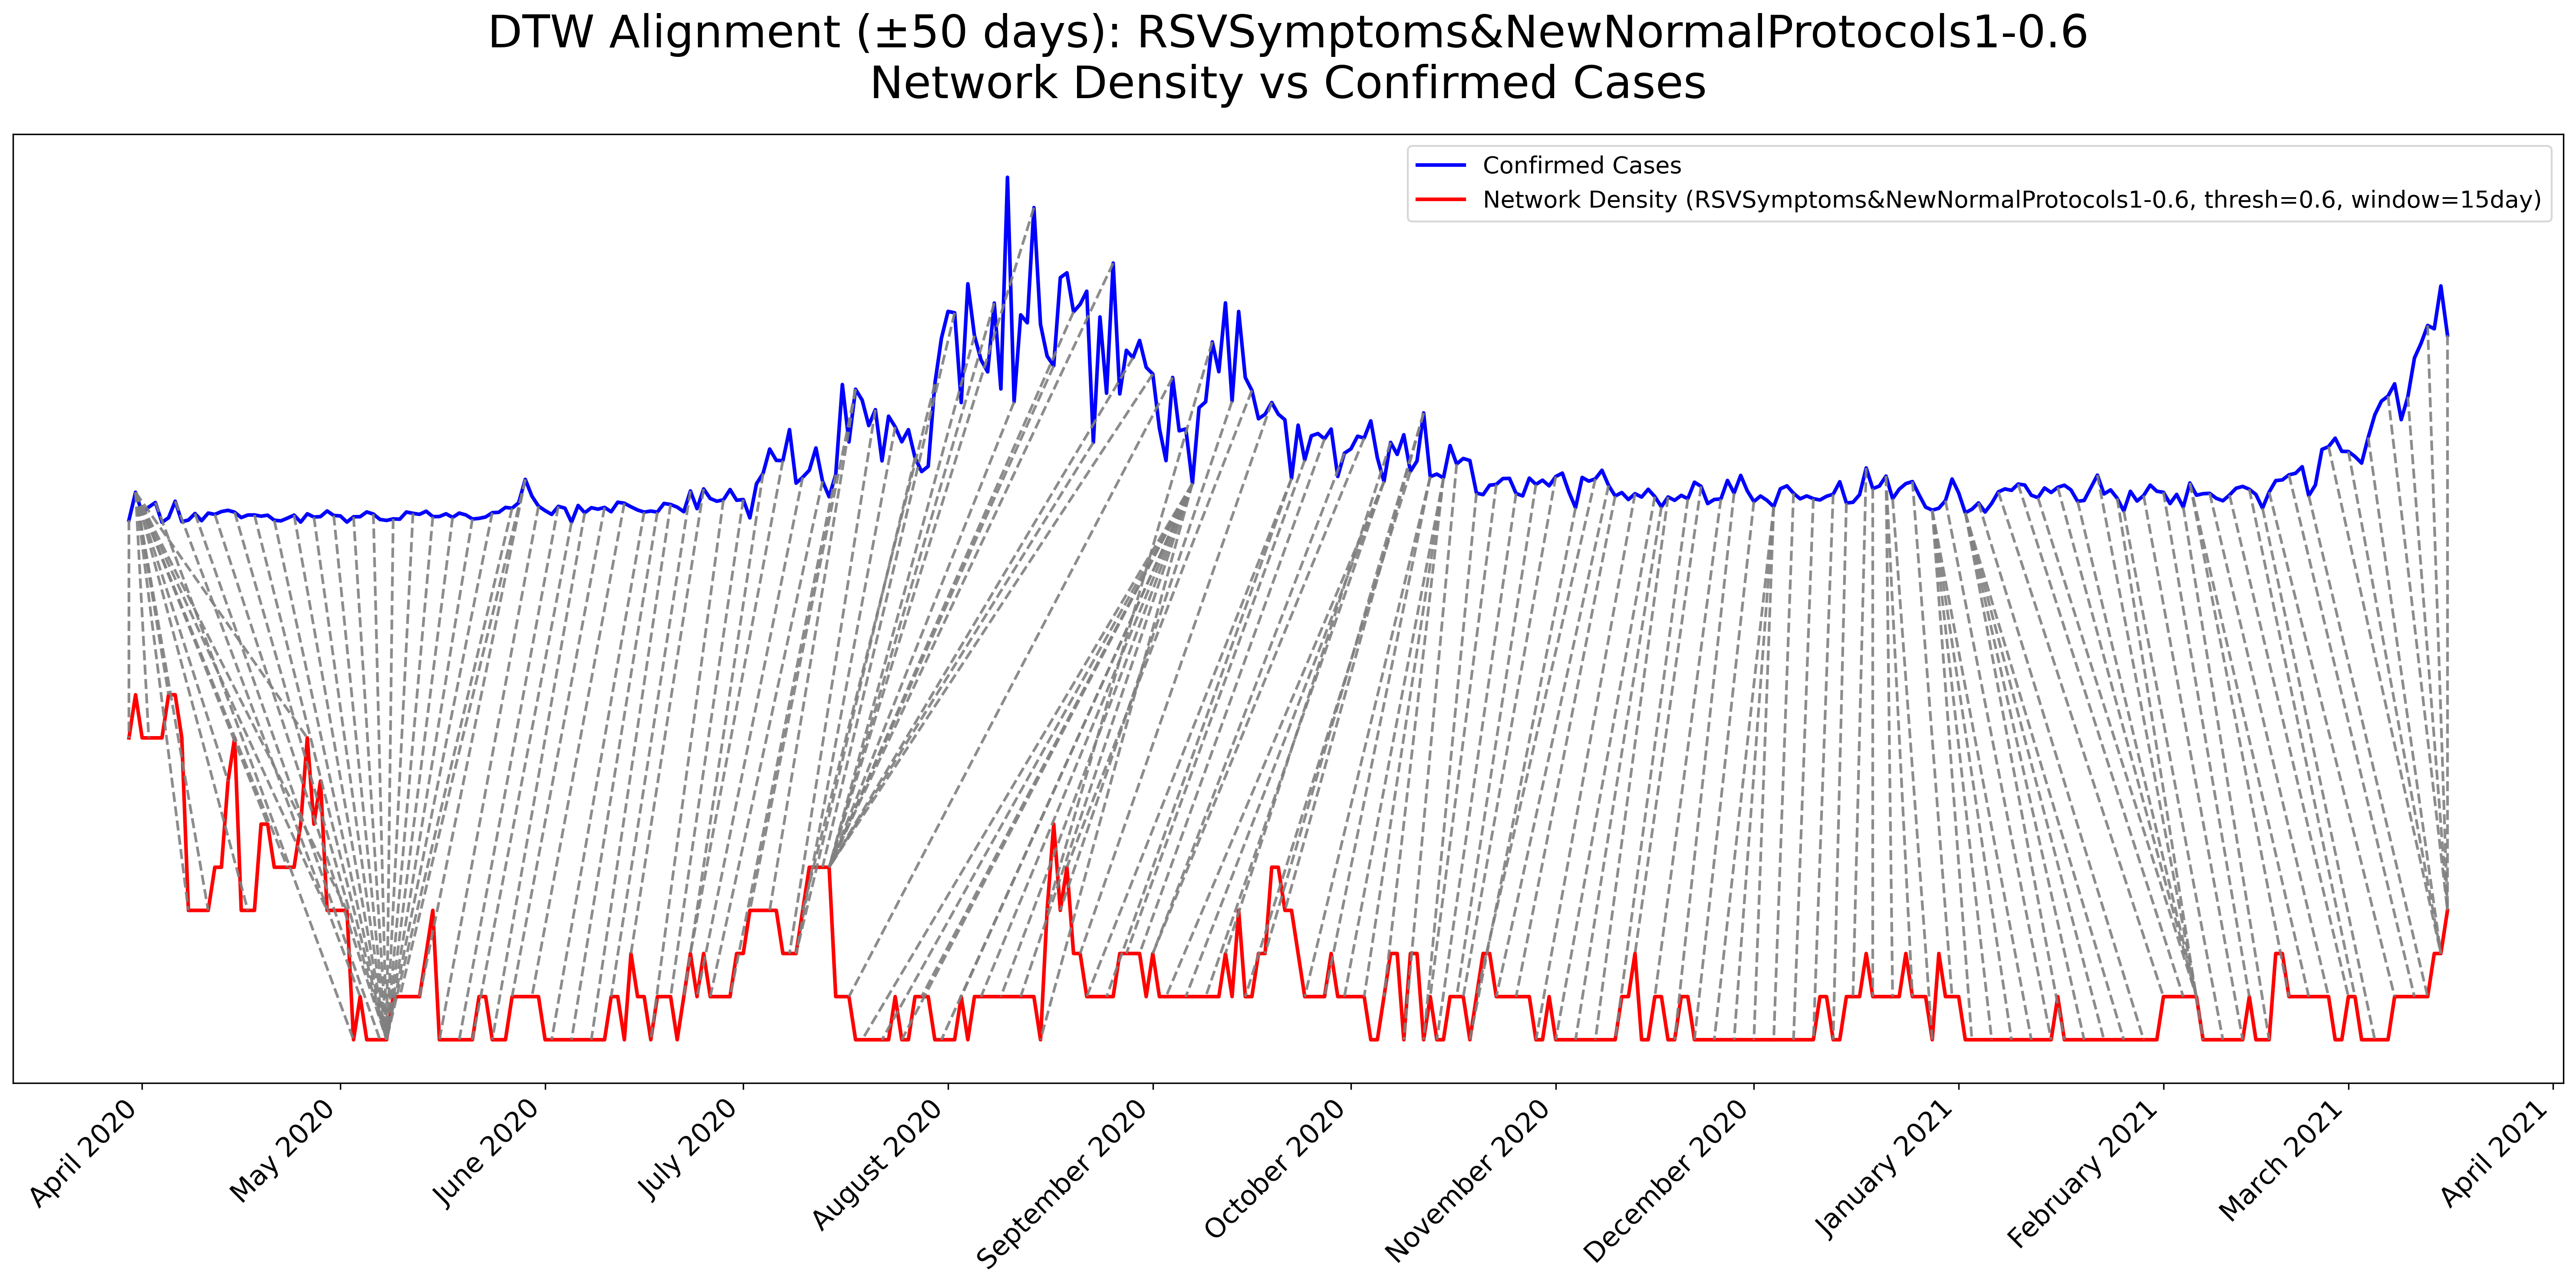 DTW Alignment (±50 days): RSVSymptoms&NewNormalProtocols1-0.6
Network Density vs Confirmed Cases
Confirmed Cases
Network Density (RSVSymptoms&NewNormalProtocols1-0.6, thresh=0.6, window=15day)
April 2020
May 2020
June 2020
July 2020
August 2020
September 2020
October 2020
November 2020
December 2020
January 2021
February 2021
March 2021
April 2021